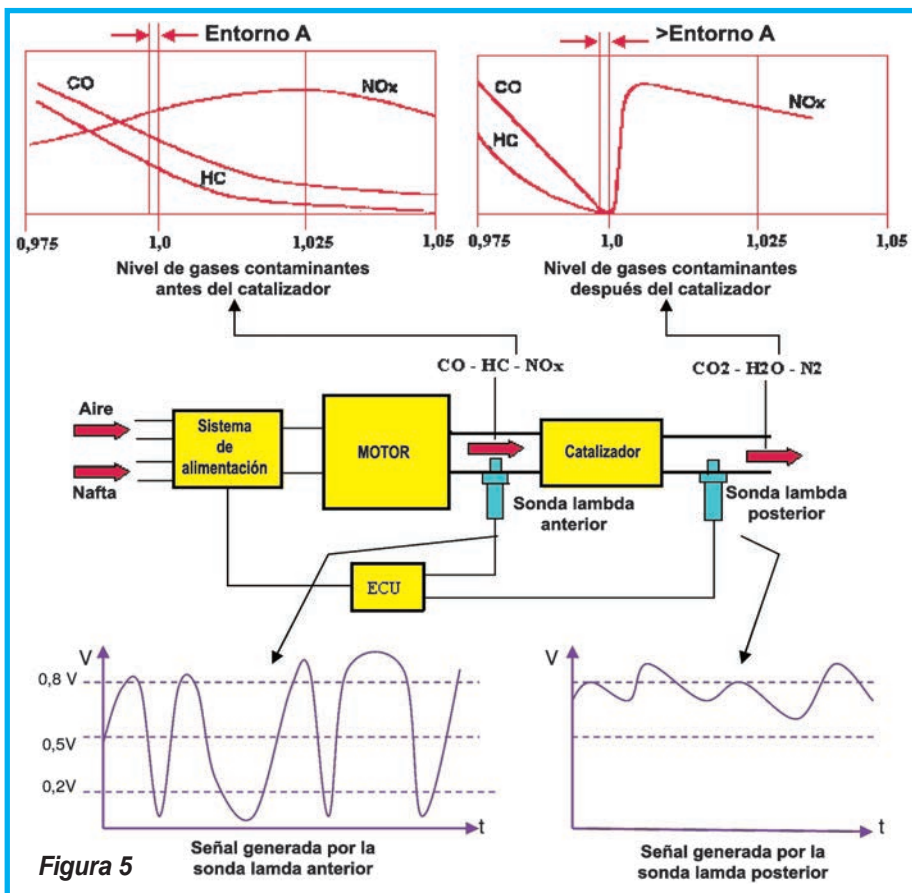 Entorno A
>Entorno A
CO
NOx
HC
CO
NOx
HC
0,975
1,0
1,025
1,05
0,975
1,0
1,025
1,05
Nivel de gases contaminantes
antes del catalizador
Nivel de gases contaminantes
después del catalizador
CO - HC - NOx
CO2 - H2O - N2
Aire
Nafta
Sistema
de
alimentación
MOTOR
Catalizador
Sonda lambda
anterior
Sonda lambda
posterior
ECU
V
0,8 V
0,5V
0,2V
t
V
t
Señal generada por la
sonda lamda anterior
Señal generada por la
sonda lamda posterior
Figura 5